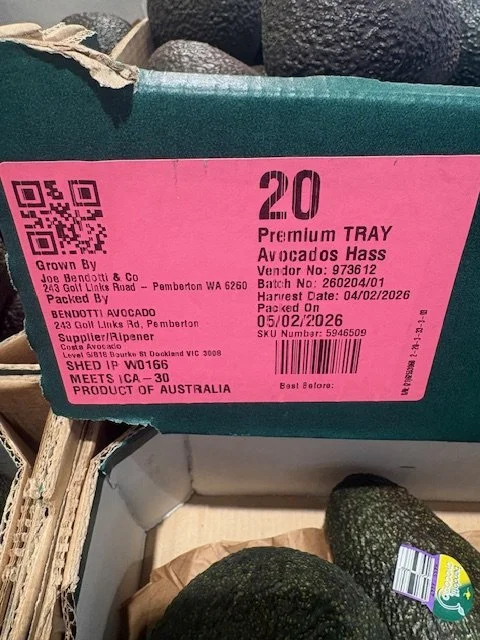 20
Premium TRAY
Avocados Hass
Vendor No: 973612
Batch No: 260204/01
Harvest Date: 04/02/2026
Packed On
05/02/2026
SKU Number: 5946509
Best Before:
Grown By
Joe Bendotti & Co
243 Golf Links Road - Pemberton WA 6260
Packed By
BENDOTTI AVOCADO
243 Golf Links Rd, Pemberton
Supplier/Ripener
Costa Avocado
Level 5/818 Bourke St Dockland VIC 3008
SHED IP W0166
MEETS ICA-30
PRODUCT OF AUSTRALIA